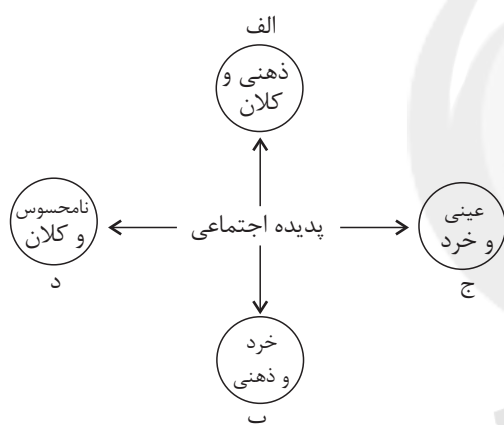 الف
ذهنی و
کلان
عینی
و خرد
ج
پدیده اجتماعی
نامحسوس
و کلان
د
خرد
و ذهنی
ب